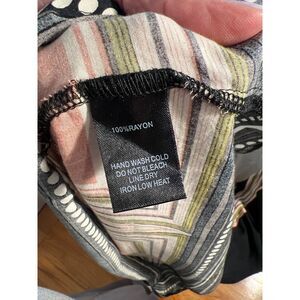 100%RAYON
HAND WASH COLD
DO NOT BLEACH
LINE DRY
IRON LOW HEAT